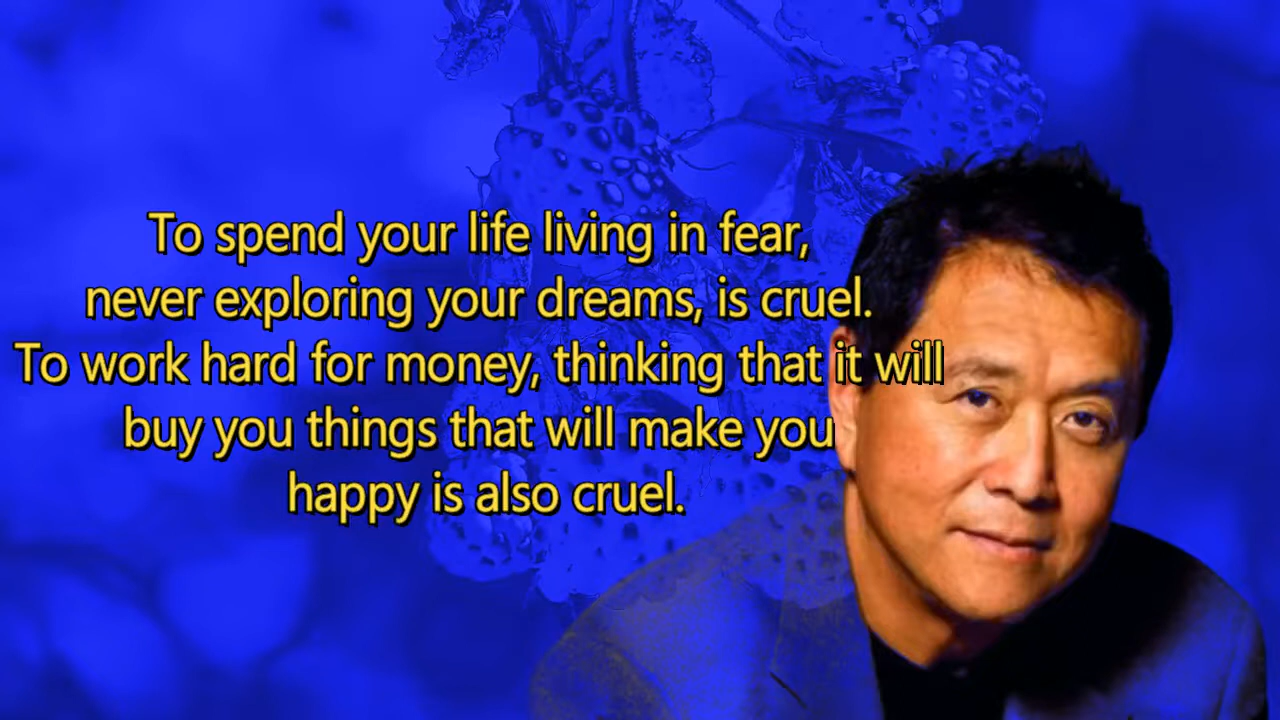 To spend your life living in fear,
never exploring your dreams, is cruel.
To work hard for money, thinking that it will
buy you things that will make you
happy is also cruel.